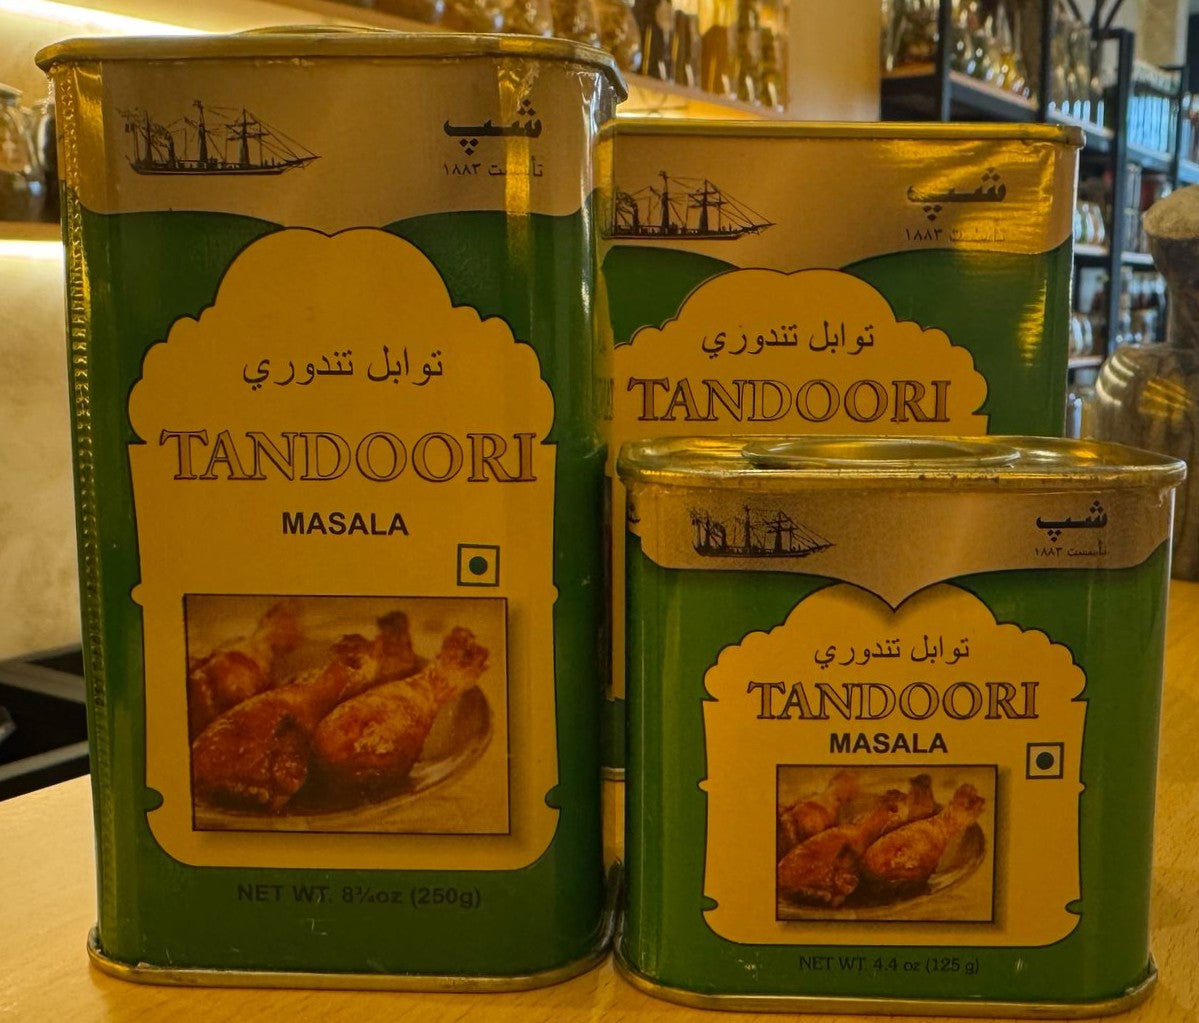 شپ
تأسست ١٨٨٣
توابل تندوري
TANDOORI
MASALA
NET WT. 8¾oz (250g)
شپ
تأسست ١٨٨٣
توابل تندوري
TANDOORI
شپ
تأسست ١٨٨٣
توابل تندوري
TANDOORI
MASALA
NET WT. 4.4 oz (125 g)